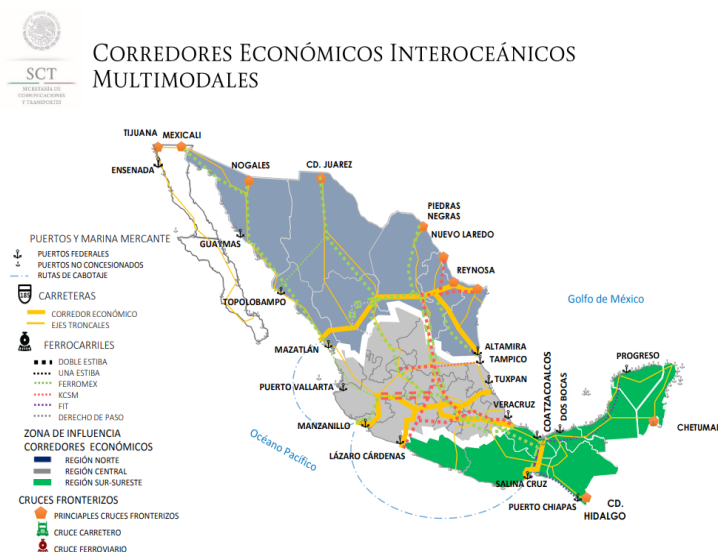 SCT
SECRETARÍA DE
COMUNICACIONES
Y TRANSPORTES
CORREDORES ECONÓMICOS INTEROCEÁNICOS
MULTIMODALES
TIJUANA
MEXICALI
ENSENADA
NOGALES
CD. JUAREZ
PIEDRAS
NEGRAS
NUEVO LAREDO
REYNOSA
GUAYMAS
TOPOLOBAMPO
MAZATLÁN
PUERTO VALLARTA
MANZANILLO
LÁZARO CÁRDENAS
Océano Pacífico
Golfo de México
ALTAMIRA
TAMPICO
TUXPAN
VERACRUZ
COATZACOALCOS
DOS BOCAS
PROGRESO
CHETUMAL
SALINA CRUZ
PUERTO CHIAPAS
CD.
HIDALGO
PUERTOS Y MARINA MERCANTE
PUERTOS FEDERALES
PUERTOS NO CONCESIONADOS
RUTAS DE CABOTAJE
185
CARRETERAS
CORREDOR ECONÓMICO
EJES TRONCALES
FERROCARRILES
DOBLE ESTIBA
UNA ESTIBA
FERROMEX
KCSM
FIT
DERECHO DE PASO
ZONA DE INFLUENCIA
CORREDORES ECONÓMICOS
REGIÓN NORTE
REGIÓN CENTRAL
REGIÓN SUR-SURESTE
CRUCES FRONTERIZOS
PRINCIAPLES CRUCES FRONTERIZOS
CRUCE CARRETERO
CRUCE FERROVIARIO